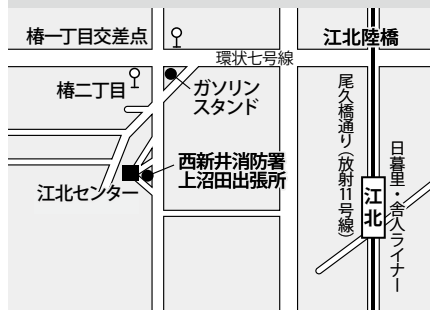 椿一丁目交差点
江北陸橋
環状七号線
椿二丁目
ガソリン
スタンド
尾久橋通り(放射11号線)
日暮里・舎人ライナー
西新井消防署
上沼田出張所
江北センター
江北